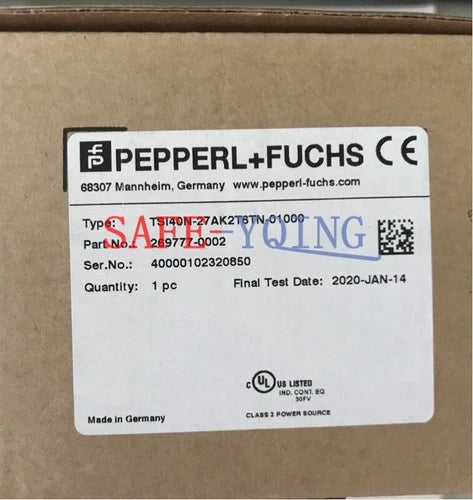 PEPPERL+FUCHS CE
68307 Mannheim, Germany www.pepperl-fuchs.com
Type: TSI40N-27AK2T6TN-01000
SAFE-YQING
Part No.: 269777-0002
Ser.No.: 40000102320850
Quantity: 1 pc Final Test Date: 2020-JAN-14
c UL US LISTED
IND. CONT. EQ.
30FV
Made in Germany CLASS 2 POWER SOURCE